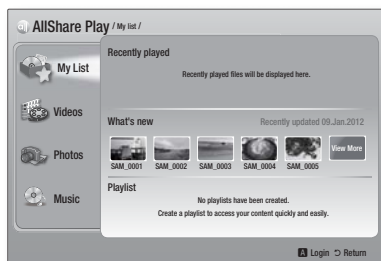 AllShare Play / My list /
My List
Videos
Photos
Music
Recently played
Recently played files will be displayed here.
What's new
Recently updated 09.Jan.2012
SAM_0001
SAM_0002
SAM_0003
SAM_0004
SAM_0005
View More
Playlist
No playlists have been created.
Create a playlist to access your content quickly and easily.
A Login Return